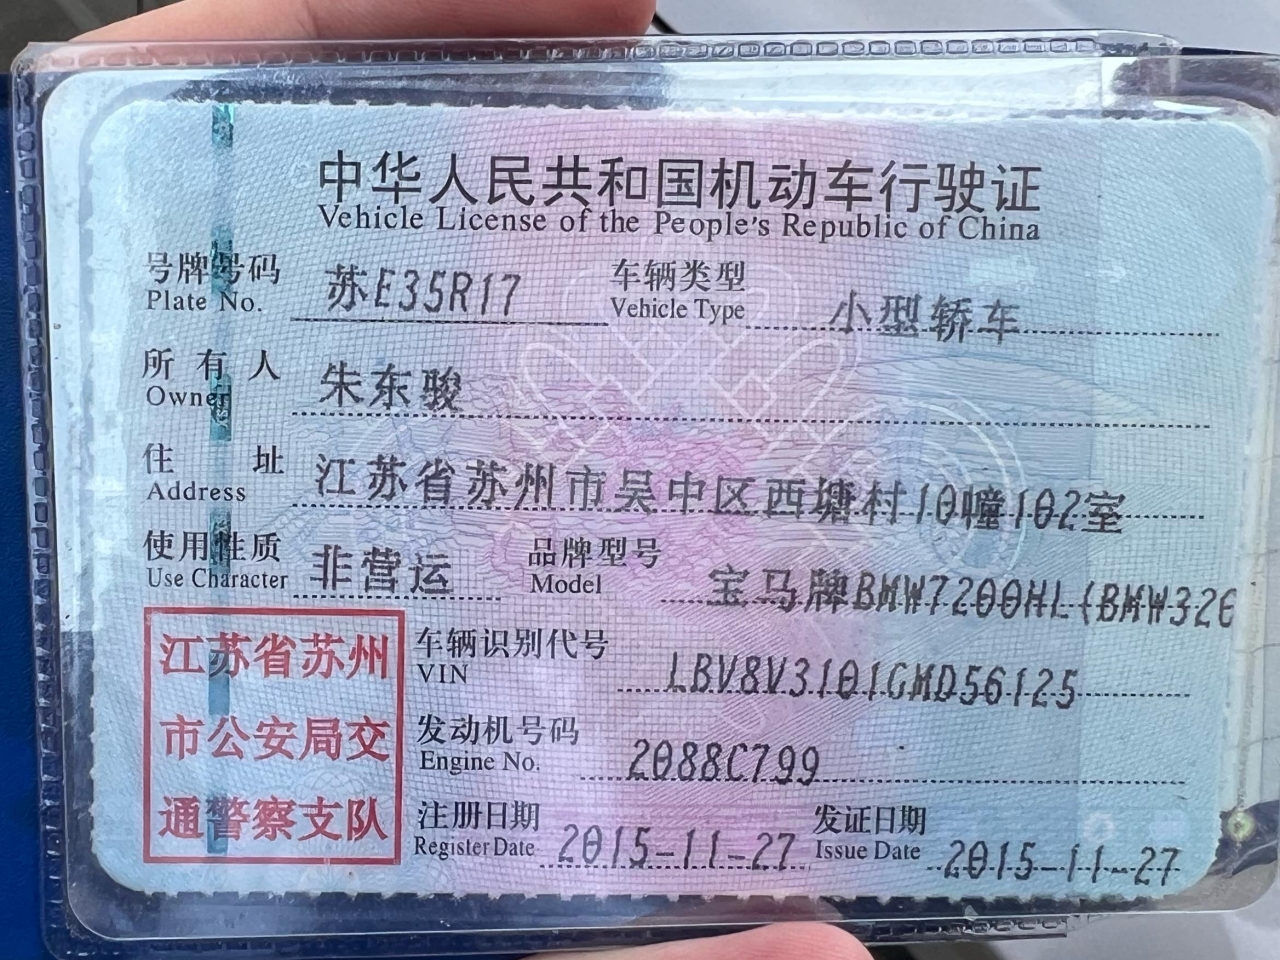 中华人民共和国机动车行驶证
Vehicle License of the People's Republic of China
号牌号码 苏E35R17 车辆类型 小型轿车
Plate No. Vehicle Type
所有人 朱东骏
Owner
住址 江苏省苏州市吴中区西塘村10幢102室
Address
使用性质 非营运 品牌型号 宝马牌BMW7200HL(BMW320
Use Character Model
江苏省苏州
市公安局交
通警察支队
车辆识别代号 LBV8V3101GMD56125
VIN
发动机号码 2088C799
Engine No.
注册日期 2015-11-27 发证日期 2015-11-27
Register Date Issue Date